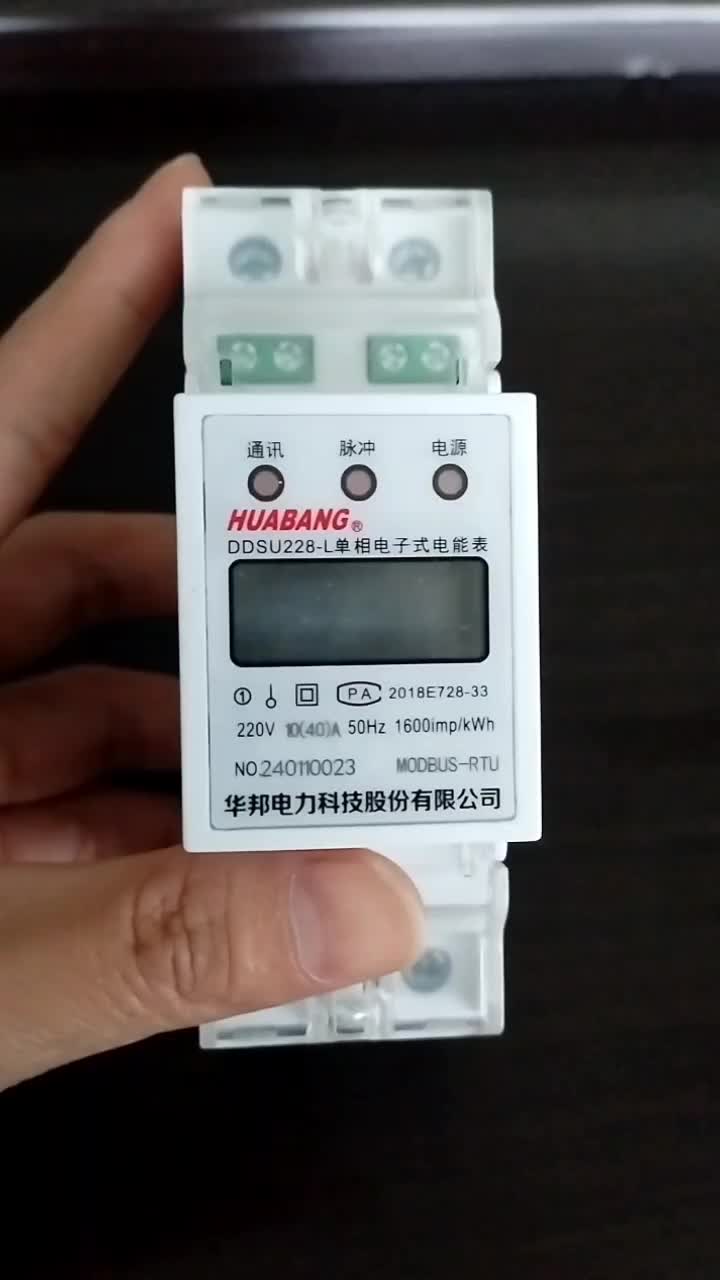 通讯 脉冲 电源
HUABANG®
DDSU228-L单相电子式电能表
① PA 2018E728-33
220V 10(40)A 50Hz 1600imp/kWh
NO.240110023 MODBUS-RTU
华邦电力科技股份有限公司